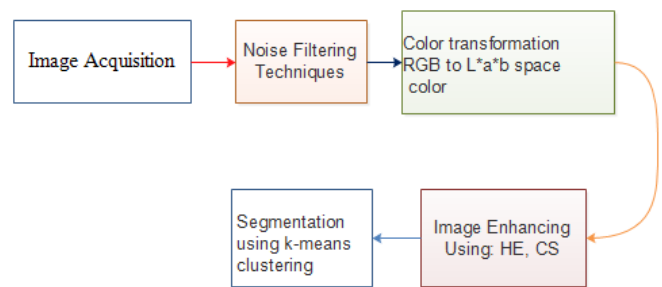 Image Acquisition
Noise Filtering
Techniques
Color transformation
RGB to L*a*b space
color
Image Enhancing
Using: HE, CS
Segmentation
using k-means
clustering